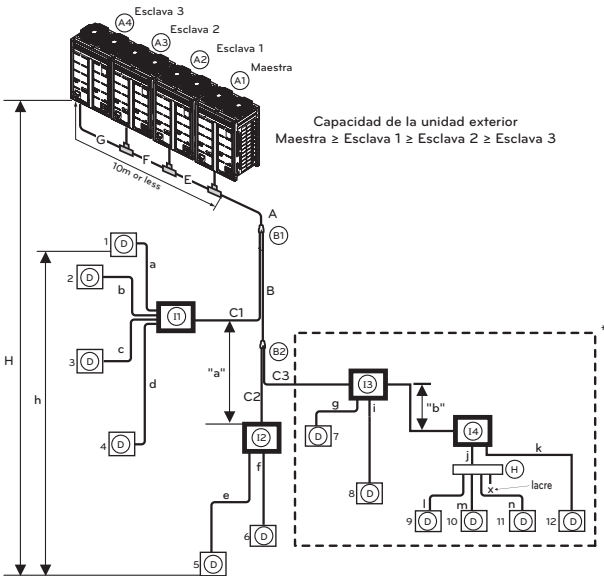 Esclava 3
A4
Esclava 2
A3
Esclava 1
A2
Maestra
A1
Capacidad de la unidad exterior
Maestra ≥ Esclava 1 ≥ Esclava 2 ≥ Esclava 3
G
F
E
10m or less
A
B1
1 D
a
2 D
b
B
I1
C1
H
h
c
3 D
d
"a"
B2
C3
I3
"b"
C2
g
i
I4
4 D
I2
D 7
j
k
H
f
x
lacre
e
8 D
l
m
n
9 D
10 D
11 D
12 D
6 D
5 D
*